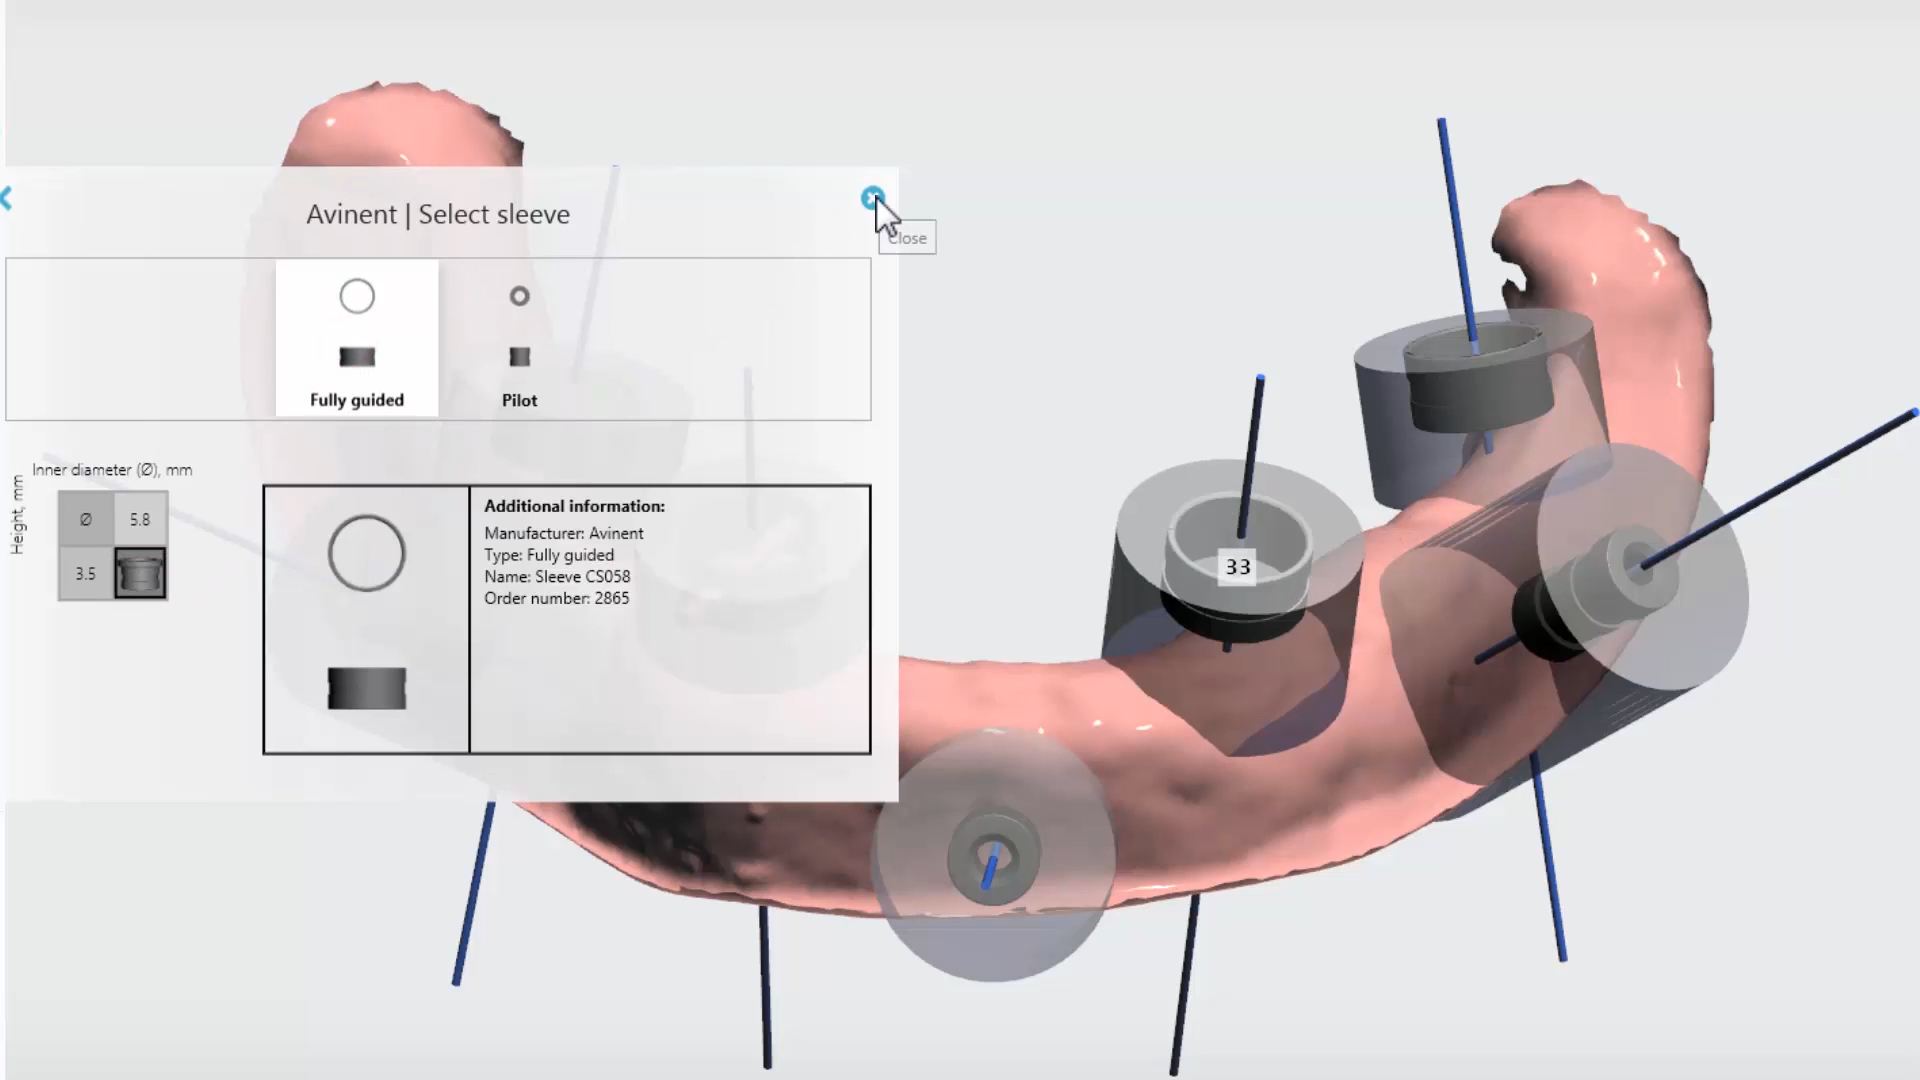 Avinent | Select sleeve
Close
Fully guided
Pilot
Inner diameter (Ø), mm
Height, mm
Ø
5.8
3.5
Additional information:
Manufacturer: Avinent
Type: Fully guided
Name: Sleeve CS058
Order number: 2865
33